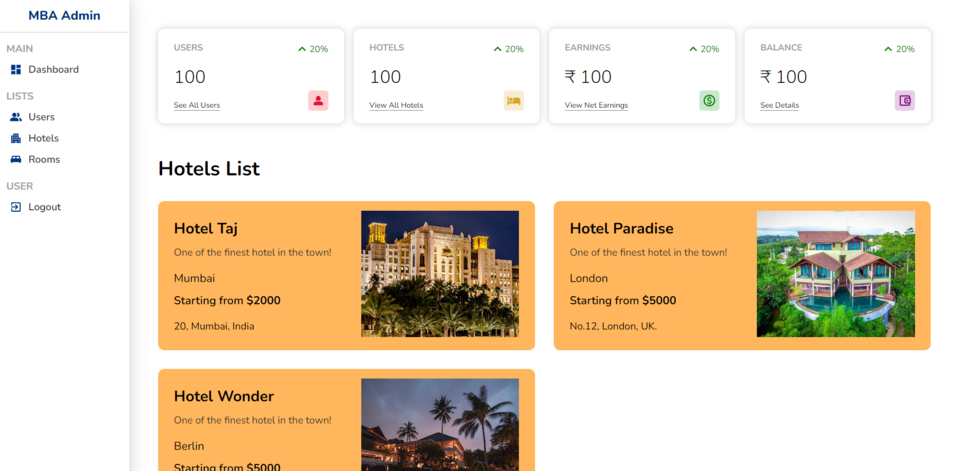 MBA Admin
MAIN
Dashboard
LISTS
Users
Hotels
Rooms
USER
Logout
USERS
20%
100
See All Users
HOTELS
20%
100
View All Hotels
EARNINGS
20%
₹ 100
View Net Earnings
BALANCE
20%
₹ 100
See Details
Hotels List
Hotel Taj
One of the finest hotel in the town!
Mumbai
Starting from $2000
20, Mumbai, India
Hotel Paradise
One of the finest hotel in the town!
London
Starting from $5000
No.12, London, UK.
Hotel Wonder
One of the finest hotel in the town!
Berlin
Starting from $5000